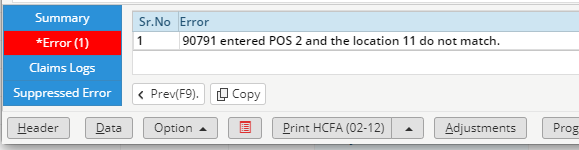 Summary
Sr.No Error
*Error (1)
1 90791 entered POS 2 and the location 11 do not match.
Claims Logs
Suppressed Error
Prev(F9). Copy
Header Data Option Print HCFA (02-12) Adjustments Prog